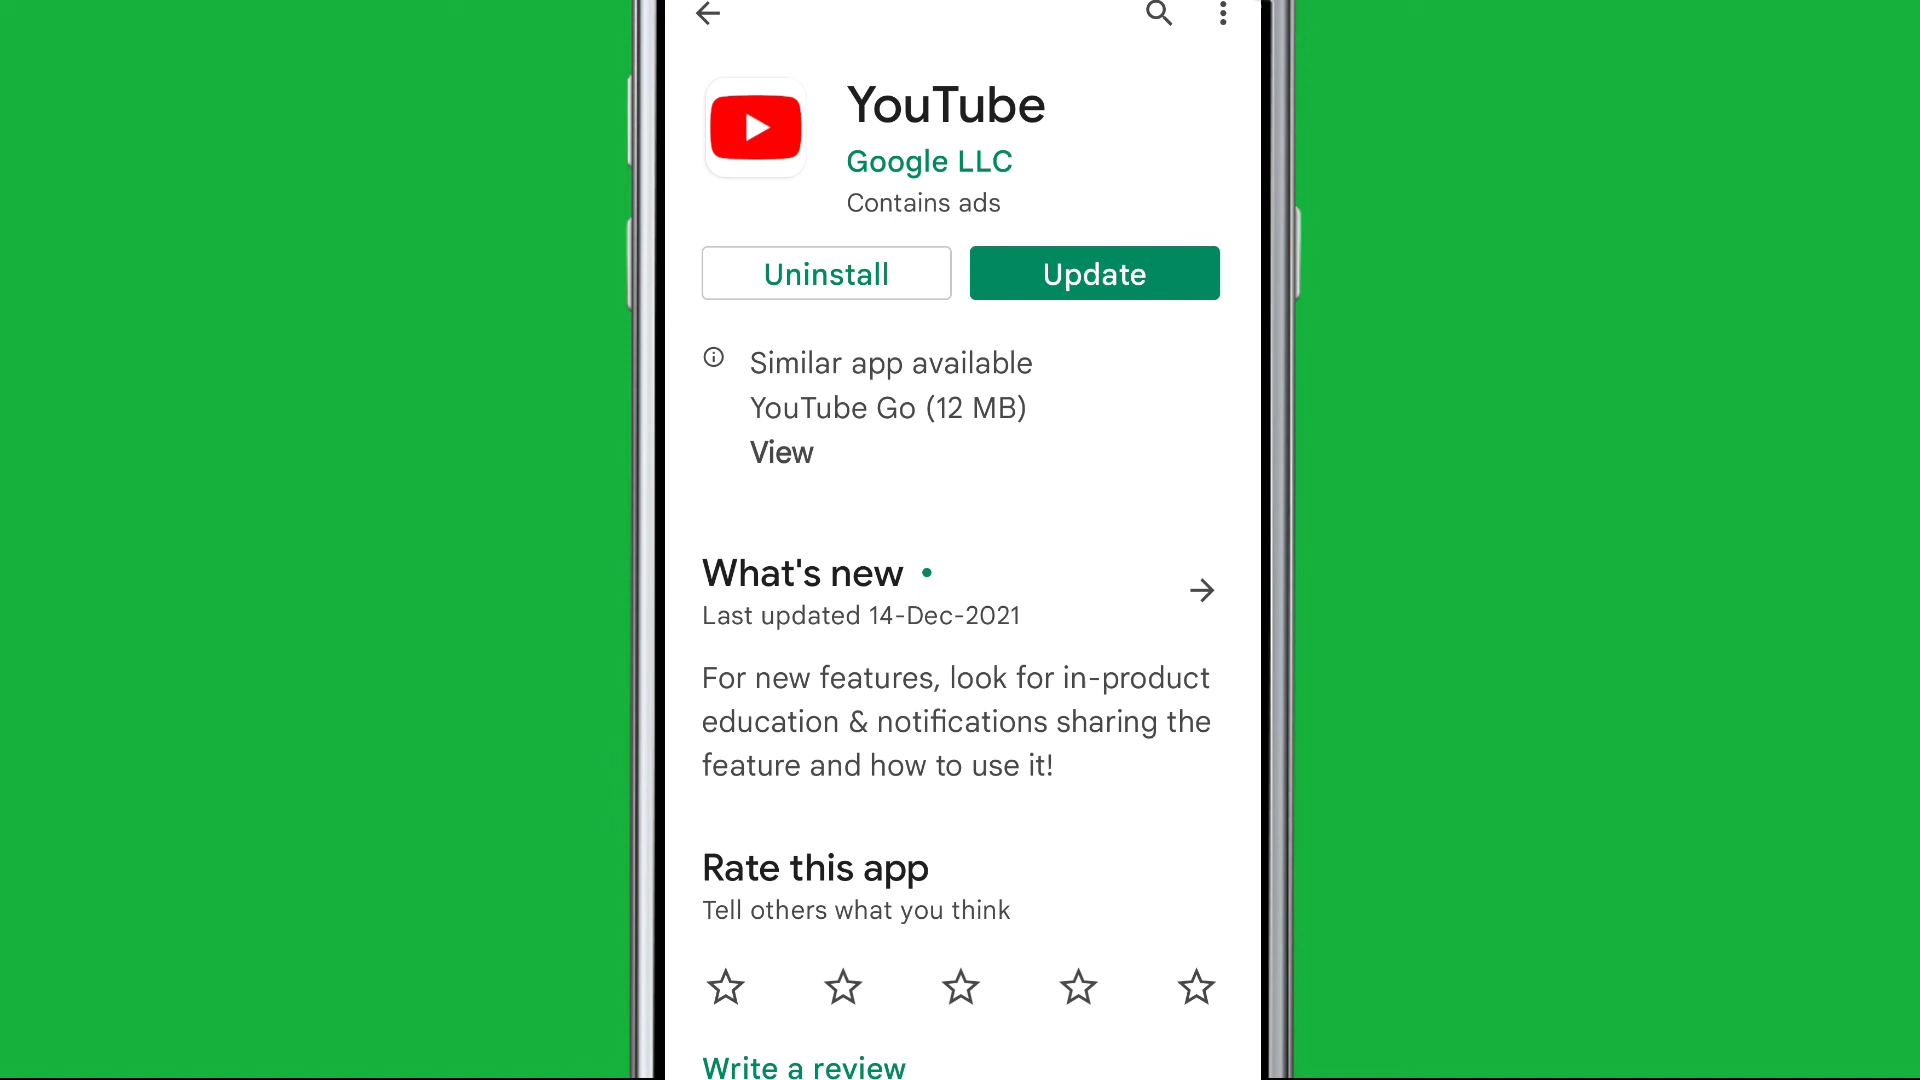 YouTube
Google LLC
Contains ads
Uninstall
Update
Similar app available
YouTube Go (12 MB)
View
What's new •
Last updated 14-Dec-2021
For new features, look for in-product
education & notifications sharing the
feature and how to use it!
Rate this app
Tell others what you think
Write a review